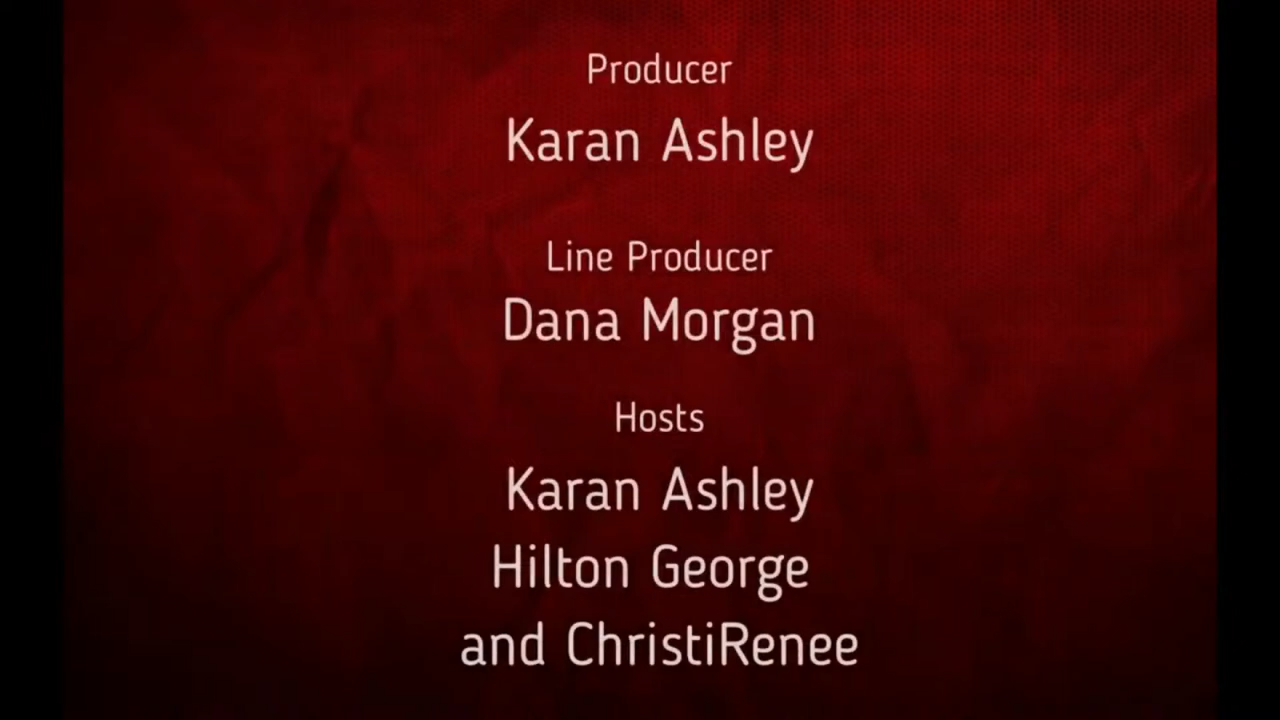 Producer
Karan Ashley
Line Producer
Dana Morgan
Hosts
Karan Ashley
Hilton George
and ChristiRenee